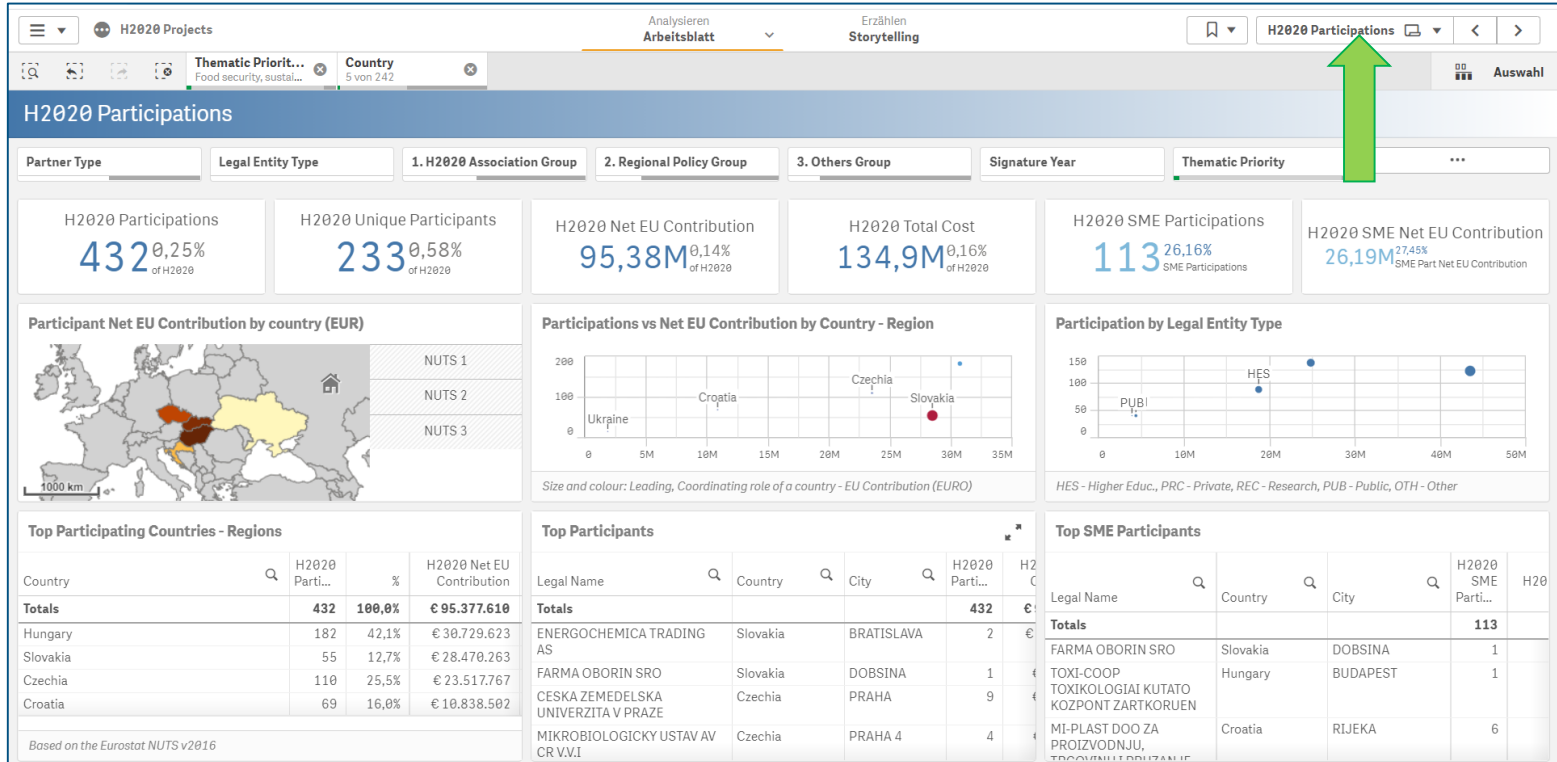 H2020 Projects
Analysieren
Arbeitsblatt
Erzählen
Storytelling
H2020 Participations
Thematic Priorit...
Food security, sustai...
Country
5 von 242
Auswahl
H2020 Participations
Partner Type
Legal Entity Type
1. H2020 Association Group
2. Regional Policy Group
3. Others Group
Signature Year
Thematic Priority
...
H2020 Participations
432 0,25%
of H2020
H2020 Unique Participants
233 0,58%
of H2020
H2020 Net EU Contribution
95,38M 0,14%
of H2020
H2020 Total Cost
134,9M 0,16%
of H2020
H2020 SME Participations
113 26,16%
SME Participations
H2020 SME Net EU Contribution
26,19M 27,45%
SME Part Net EU Contribution
Participant Net EU Contribution by country (EUR)
NUTS 1
NUTS 2
NUTS 3
1000 km
Participations vs Net EU Contribution by Country - Region
200
100
0
Ukraine
Croatia
Czechia
Slovakia
0 5M 10M 15M 20M 25M 30M 35M
Size and colour: Leading, Coordinating role of a country - EU Contribution (EURO)
Participation by Legal Entity Type
150
100
50
0
PUB
HES
0 10M 20M 30M 40M 50M
HES - Higher Educ., PRC - Private, REC - Research, PUB - Public, OTH - Other
Top Participating Countries - Regions
Country H2020 Parti... % H2020 Net EU Contribution
Totals 432 100,0% € 95.377.610
Hungary 182 42,1% € 30.729.623
Slovakia 55 12,7% € 28.470.263
Czechia 110 25,5% € 23.517.767
Croatia 69 16,0% € 10.838.502
Based on the Eurostat NUTS v2016
Top Participants
Legal Name Country City H2020 Parti...
Totals 432 €
ENERGOCHEMICA TRADING AS Slovakia BRATISLAVA 2 €
FARMA OBORIN SRO Slovakia DOBSINA 1 €
CESKA ZEMEDELSKA UNIVERZITA V PRAZE Czechia PRAHA 9 €
MIKROBIOLOGICKY USTAV AV CR V.V.I Czechia PRAHA 4 4
Top SME Participants
Legal Name Country City H2020 SME Parti... H20
Totals 113
FARMA OBORIN SRO Slovakia DOBSINA 1
TOXI-COOP TOXIKOLOGIAI KUTATO KOZPONT ZARTKORUEN Hungary BUDAPEST 1
MI-PLAST DOO ZA PROIZVODNJU, Croatia RIJEKA 6